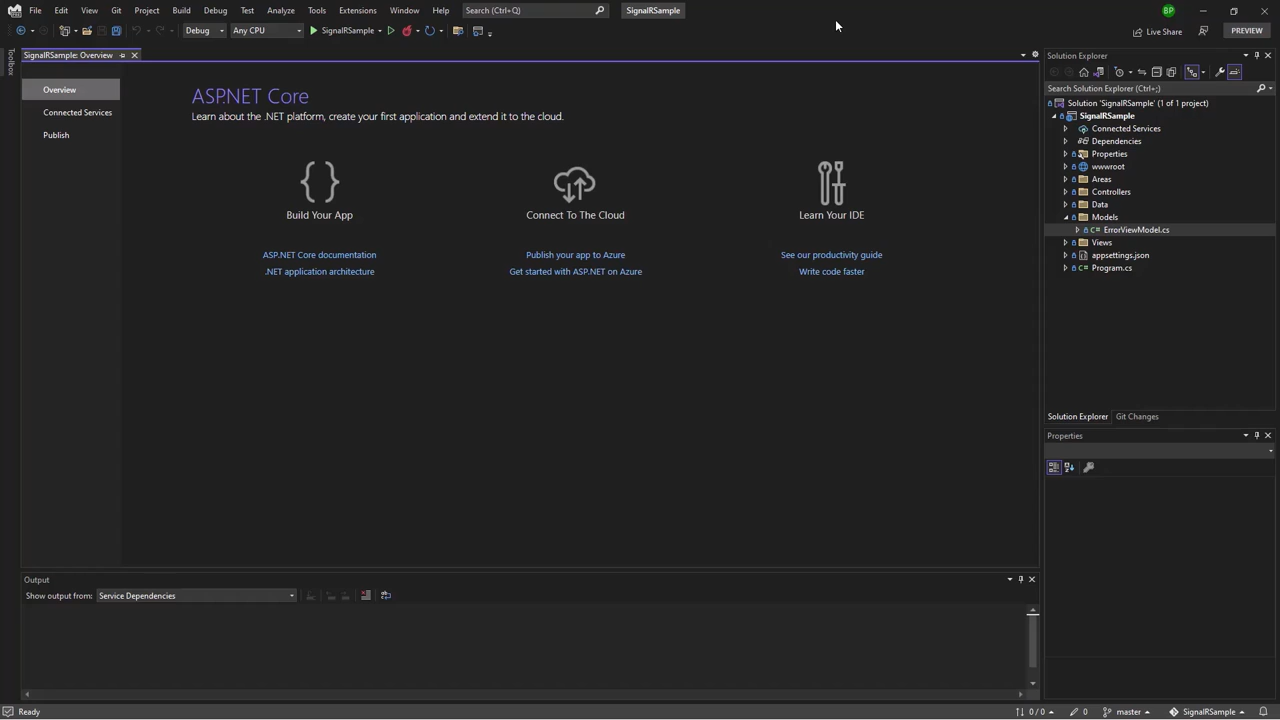 File Edit View Git Project Build Debug Test Analyze Tools Extensions Window Help Search (Ctrl+Q) SignalRSample BP
Debug Any CPU SignalRSample Live Share PREVIEW
Toolbox
SignalRSample: Overview
Overview
Connected Services
Publish
ASP.NET Core
Learn about the .NET platform, create your first application and extend it to the cloud.
Build Your App
ASP.NET Core documentation
.NET application architecture
Connect To The Cloud
Publish your app to Azure
Get started with ASP.NET on Azure
Learn Your IDE
See our productivity guide
Write code faster
Solution Explorer
Search Solution Explorer (Ctrl+;)
Solution 'SignalRSample' (1 of 1 project)
SignalRSample
Connected Services
Dependencies
Properties
wwwroot
Areas
Controllers
Data
Models
C# ErrorViewModel.cs
Views
appsettings.json
C# Program.cs
Solution Explorer Git Changes
Properties
Output
Show output from: Service Dependencies
Ready 0 / 0 0 master SignalRSample